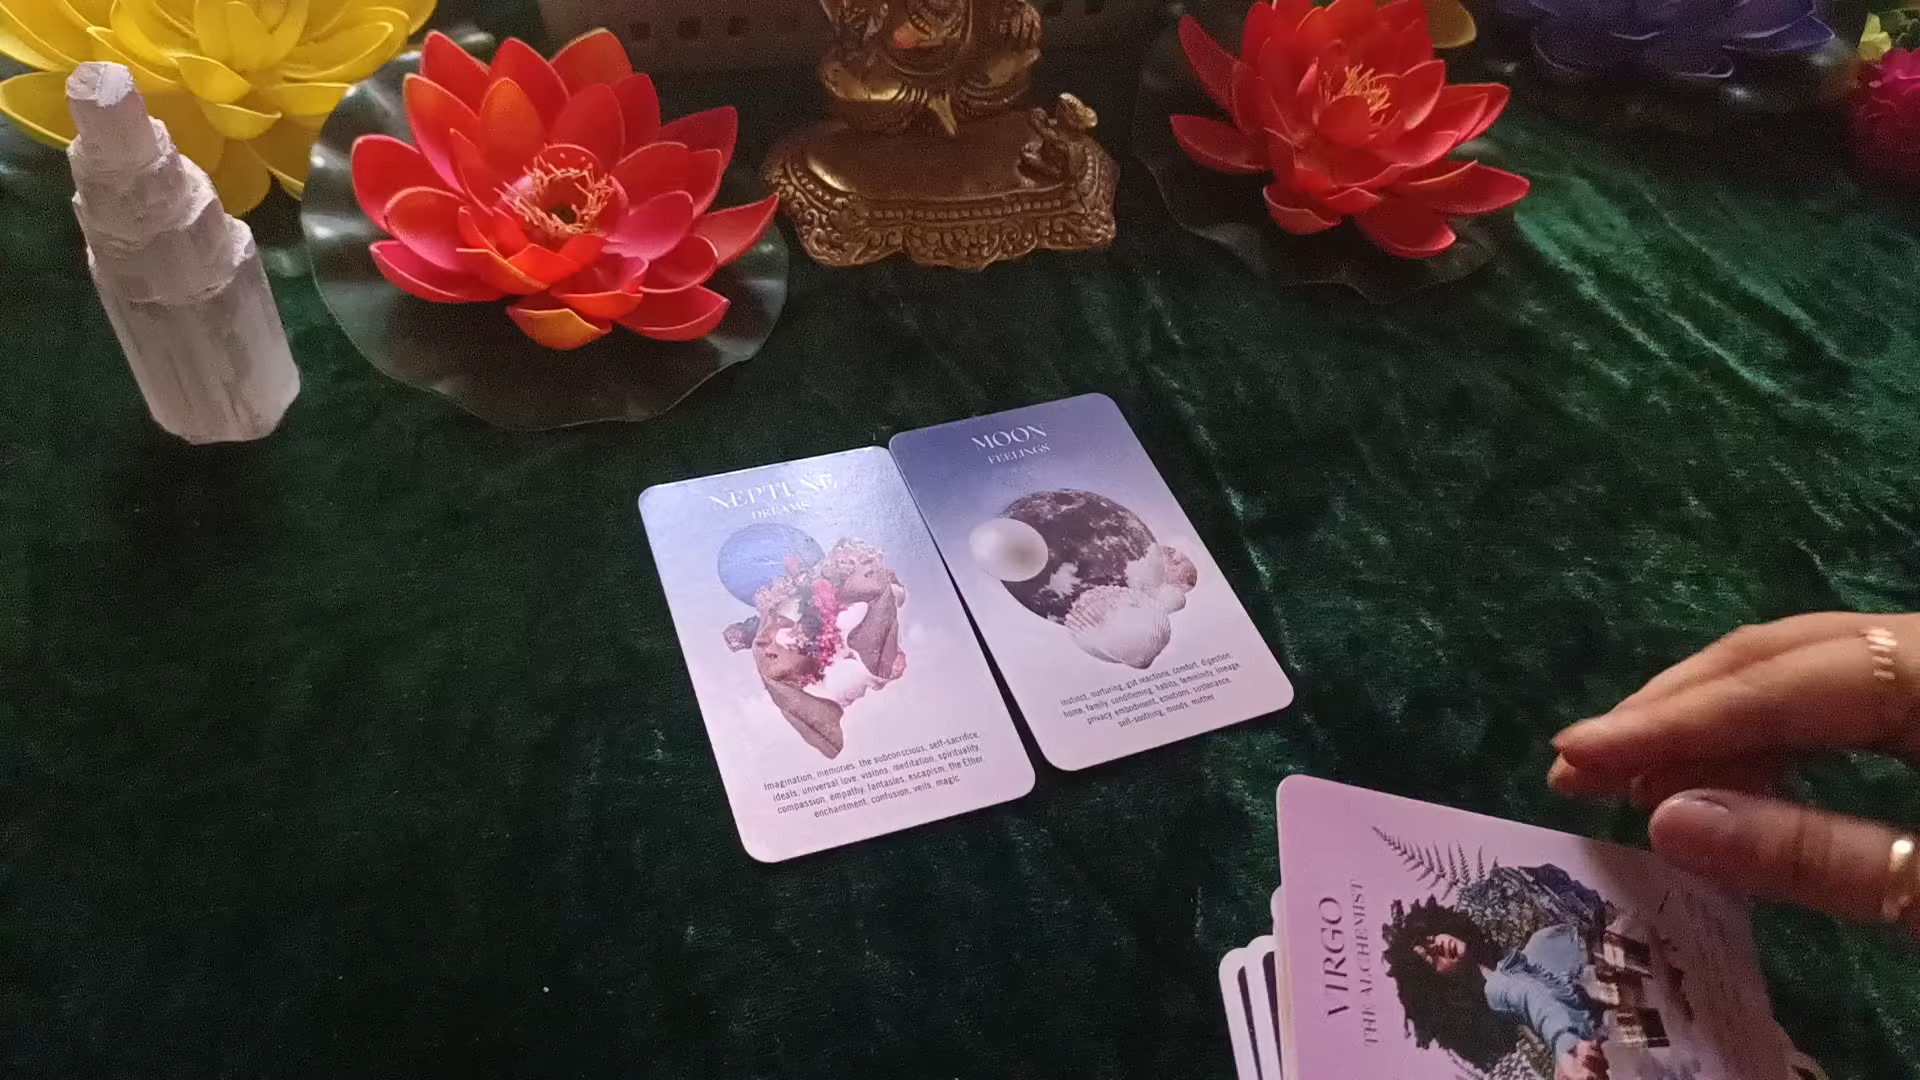 NEPTUNE
DREAMS
Imagination, memories, the subconscious, self-sacrifice,
ideals, universal love, visions, meditation, spirituality,
compassion, empathy, fantasies, escapism, the Ether,
enchantment, confusion, veils, magic
MOON
FEELINGS
Instinct, nurturing, gut reactions, comfort, digestion,
home, family, conditioning, habits, femininity, lineage,
privacy, embodiment, emotions, sustenance,
self-soothing, moods, mother
VIRGO
THE ALCHEMIST